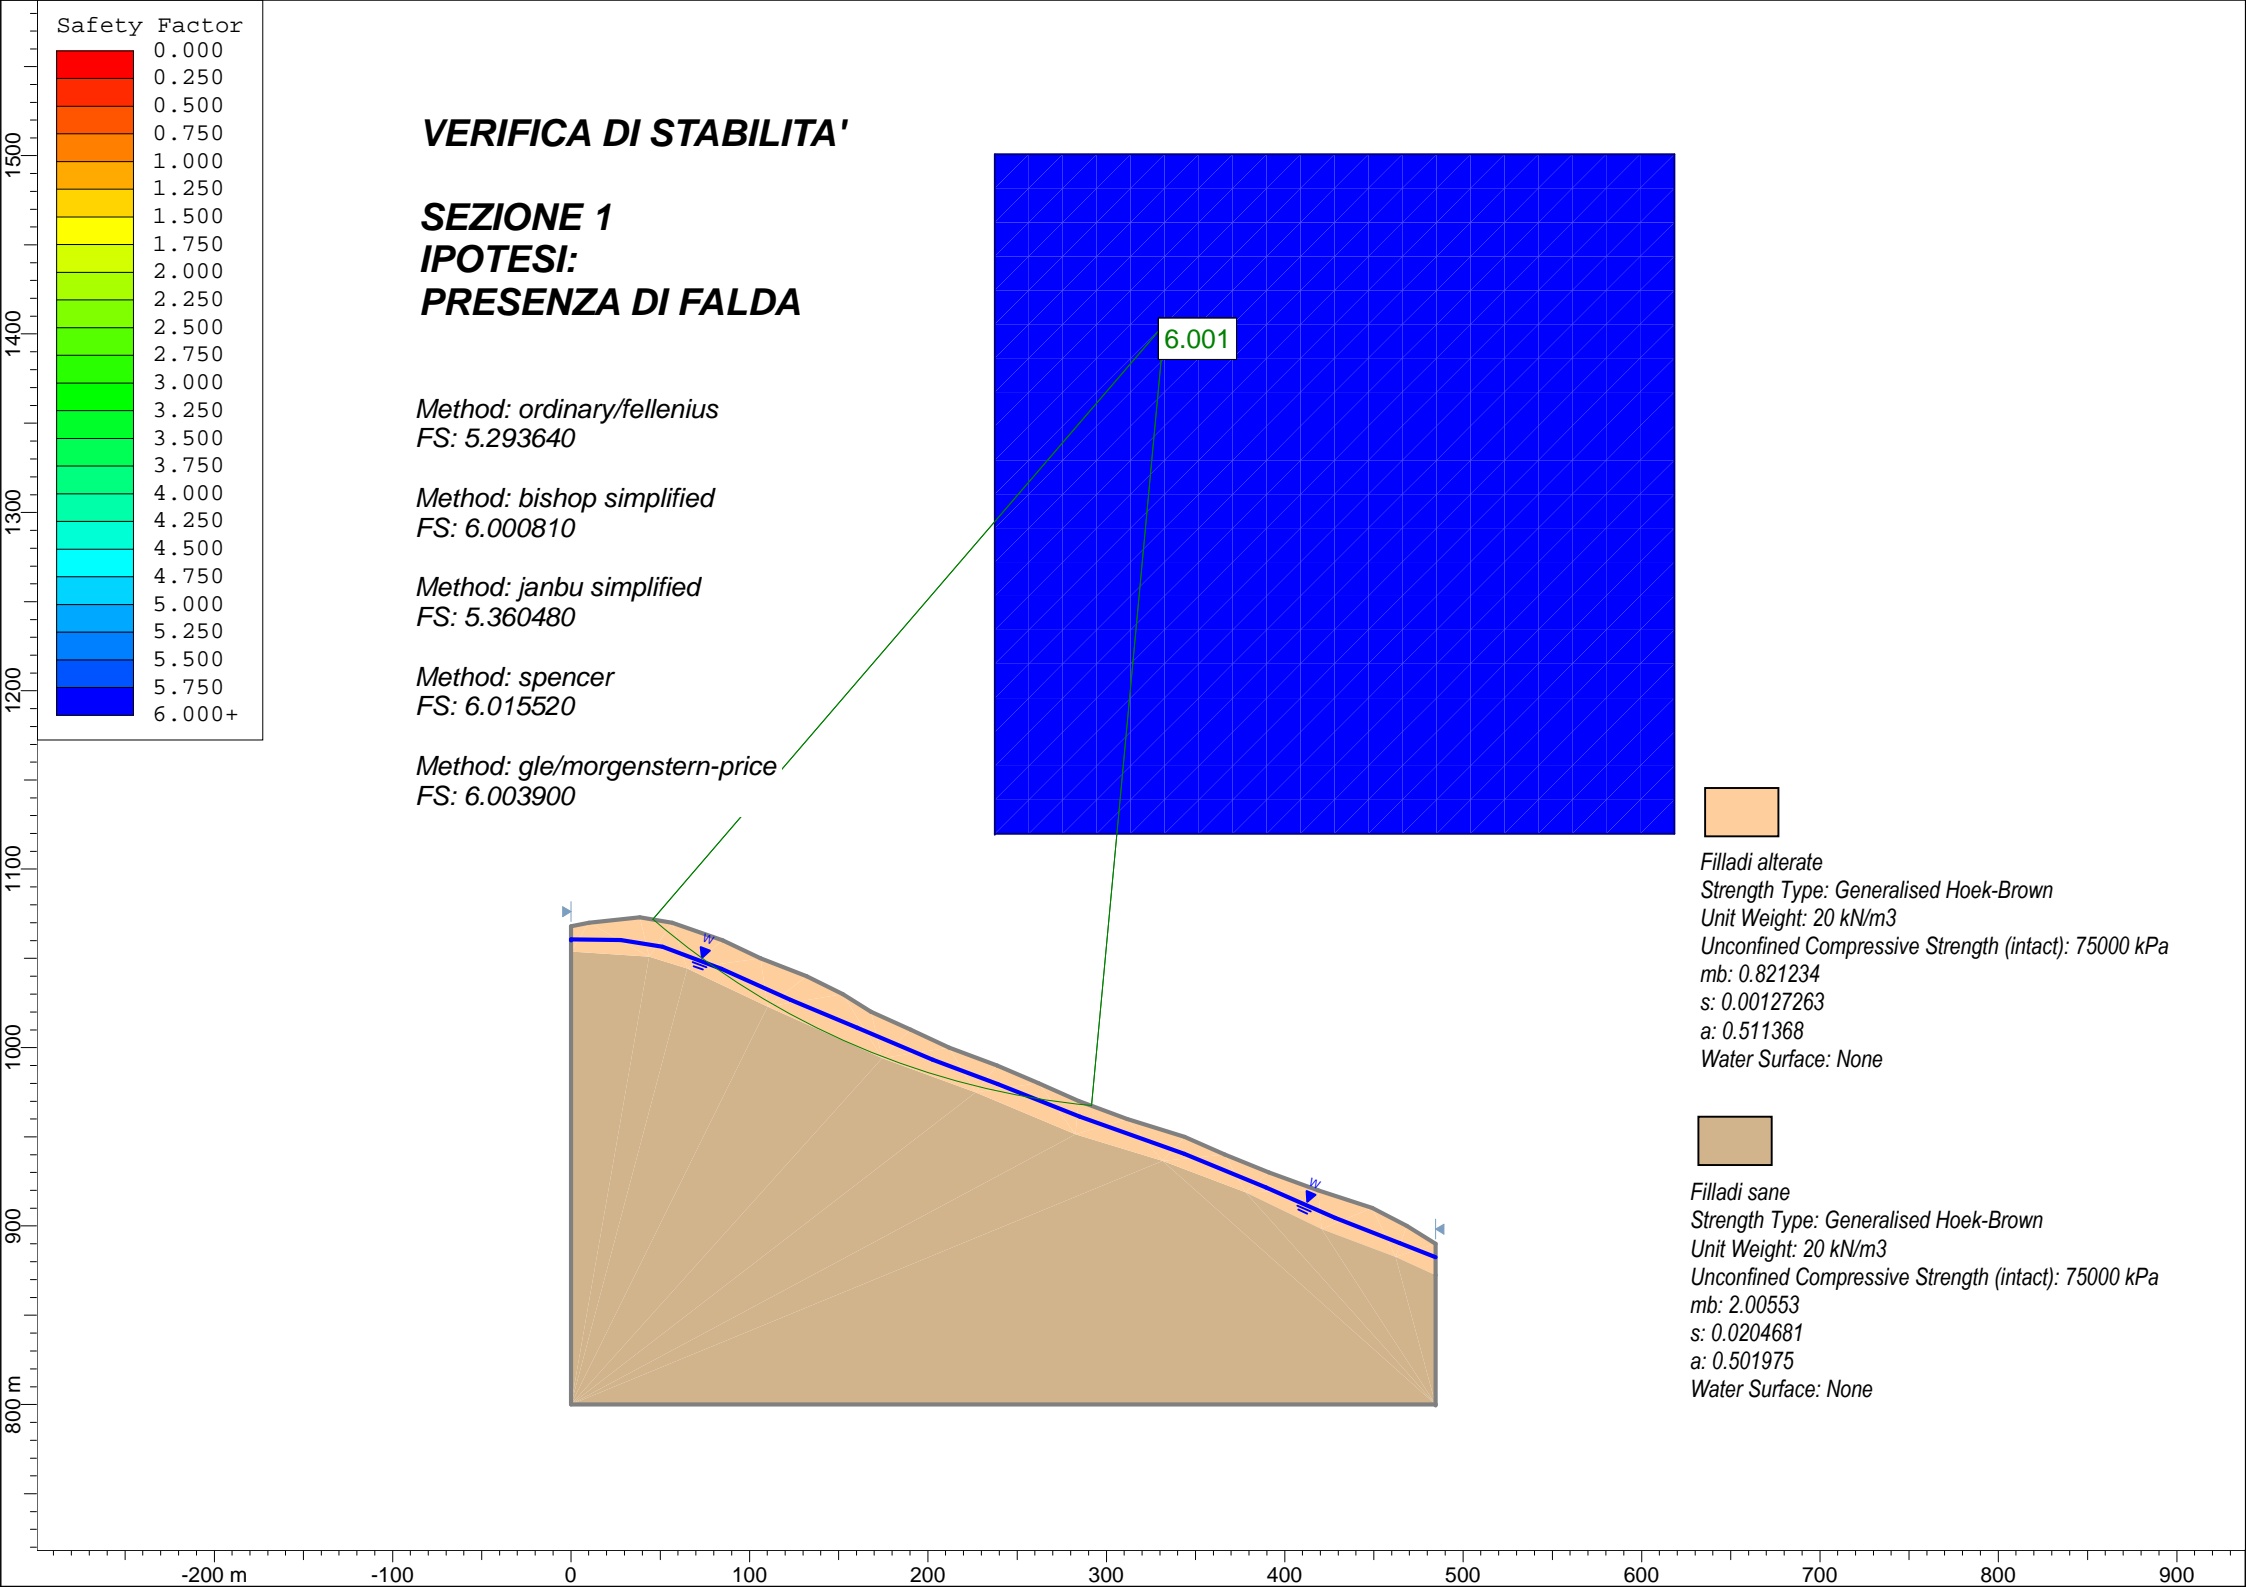 Safety Factor
0.000
0.250
0.500
0.750
1.000
1.250
1.500
1.750
2.000
2.250
2.500
2.750
3.000
3.250
3.500
3.750
4.000
4.250
4.500
4.750
5.000
5.250
5.500
5.750
6.000+
VERIFICA DI STABILITA'
SEZIONE 1
IPOTESI:
PRESENZA DI FALDA
Method: ordinary/fellenius
FS: 5.293640
Method: bishop simplified
FS: 6.000810
Method: janbu simplified
FS: 5.360480
Method: spencer
FS: 6.015520
Method: gle/morgenstern-price
FS: 6.003900
6.001
W
W
Filladi alterate
Strength Type: Generalised Hoek-Brown
Unit Weight: 20 kN/m3
Unconfined Compressive Strength (intact): 75000 kPa
mb: 0.821234
s: 0.00127263
a: 0.511368
Water Surface: None
Filladi sane
Strength Type: Generalised Hoek-Brown
Unit Weight: 20 kN/m3
Unconfined Compressive Strength (intact): 75000 kPa
mb: 2.00553
s: 0.0204681
a: 0.501975
Water Surface: None
1500
1400
1300
1200
1100
1000
900
800 m
-200 m
-100
0
100
200
300
400
500
600
700
800
900